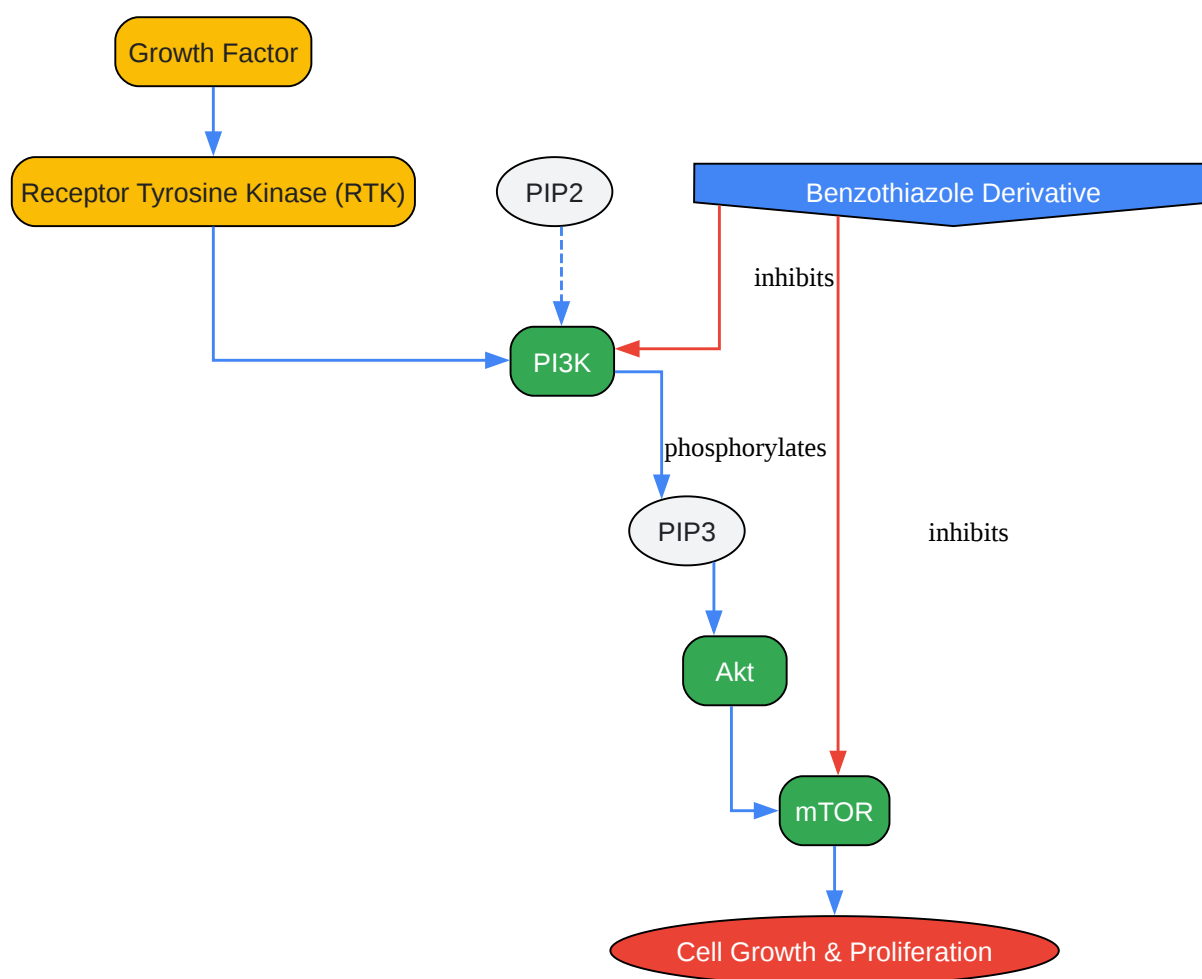 Growth Factor
Receptor Tyrosine Kinase (RTK)
PIP2
Benzothiazole Derivative
inhibits
PI3K
phosphorylates
PIP3
inhibits
Akt
mTOR
Cell Growth & Proliferation